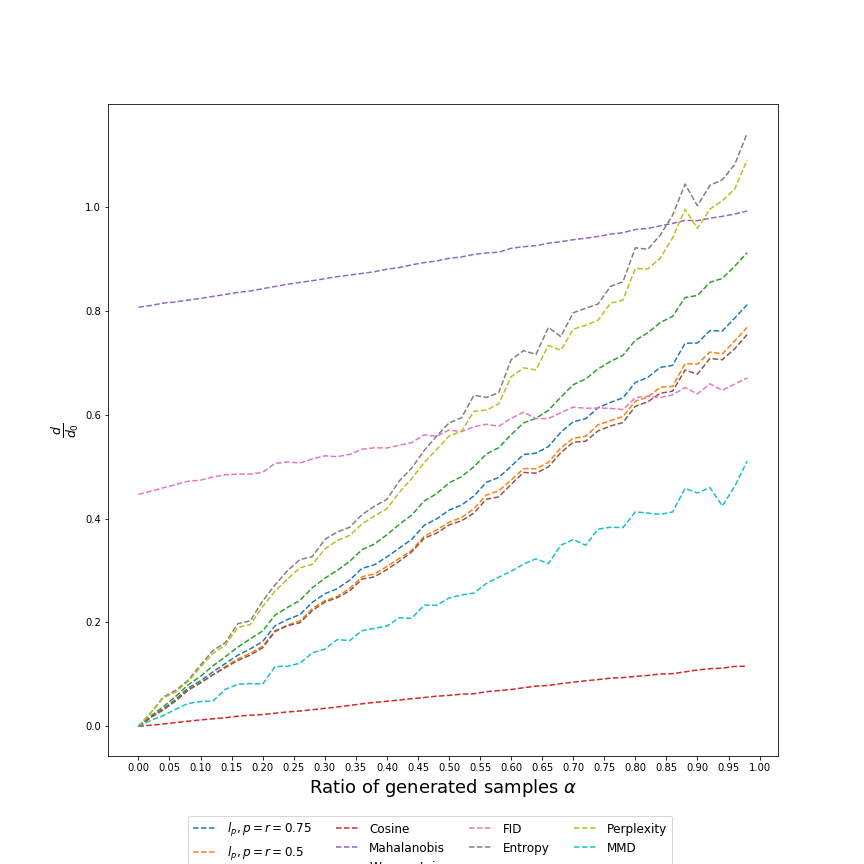 1.0
0.8
0.6
0.4
0.2
0.0
d/d₀
0.00 0.05 0.10 0.15 0.20 0.25 0.30 0.35 0.40 0.45 0.50 0.55 0.60 0.65 0.70 0.75 0.80 0.85 0.90 0.95 1.00
Ratio of generated samples α
lₚ, p = r = 0.75 Cosine FID Perplexity
lₚ, p = r = 0.5 Mahalanobis Entropy MMD